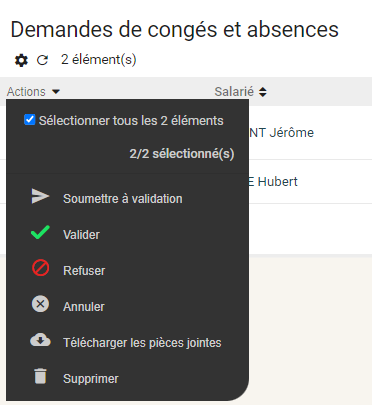 Demandes de congés et absences
2 élément(s)
Actions
Salarié
Sélectionner tous les 2 éléments
2/2 sélectionné(s)
NT Jérôme
E Hubert
Soumettre à validation
Valider
Refuser
Annuler
Télécharger les pièces jointes
Supprimer